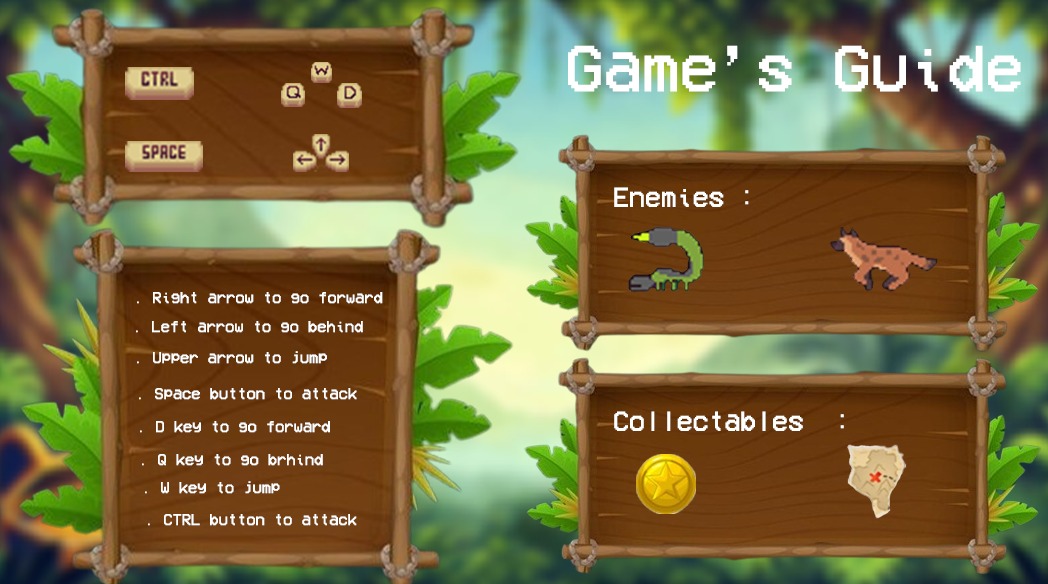 CTRL
W
Q D
SPACE
↑
← →
. Right arrow to go forward
. Left arrow to go behind
. Upper arrow to jump
. Space button to attack
. D key to go forward
. Q key to go brhind
. W key to jump
. CTRL button to attack
Game's Guide
Enemies :
Collectables :